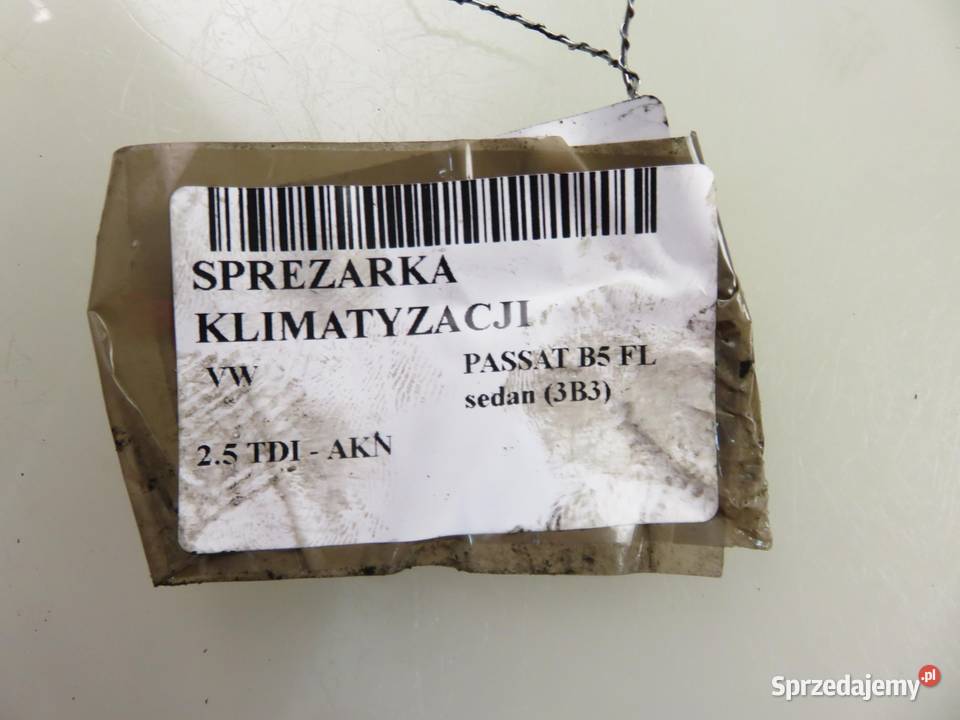 SPREZARKA
KLIMATYZACJI
VW
PASSAT B5 FL
sedan (3B3)
2.5 TDI - AKN
Sprzedajemy.pl